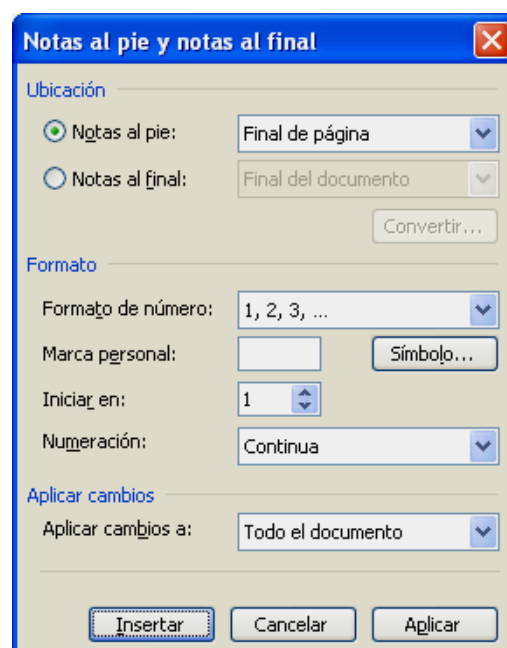 Notas al pie y notas al final
Ubicación
Notas al pie: Final de página
Notas al final: Final del documento
Convertir...
Formato
Formato de número: 1, 2, 3, ...
Marca personal: Símbolo...
Iniciar en: 1
Numeración: Continua
Aplicar cambios
Aplicar cambios a: Todo el documento
Insertar Cancelar Aplicar